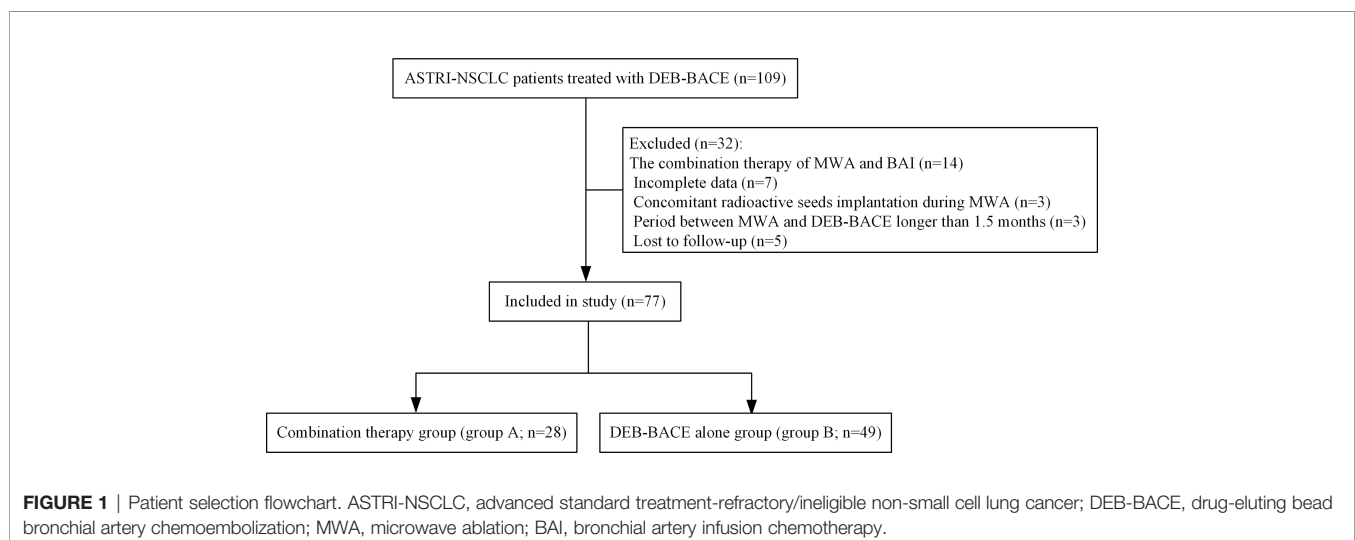 ASTRI-NSCLC patients treated with DEB-BACE (n=109)
Excluded (n=32):
The combination therapy of MWA and BAI (n=14)
Incomplete data (n=7)
Concomitant radioactive seeds implantation during MWA (n=3)
Period between MWA and DEB-BACE longer than 1.5 months (n=3)
Lost to follow-up (n=5)
Included in study (n=77)
Combination therapy group (group A; n=28)
DEB-BACE alone group (group B; n=49)
FIGURE 1 | Patient selection flowchart. ASTRI-NSCLC, advanced standard treatment-refractory/ineligible non-small cell lung cancer; DEB-BACE, drug-eluting bead
bronchial artery chemoembolization; MWA, microwave ablation; BAI, bronchial artery infusion chemotherapy.